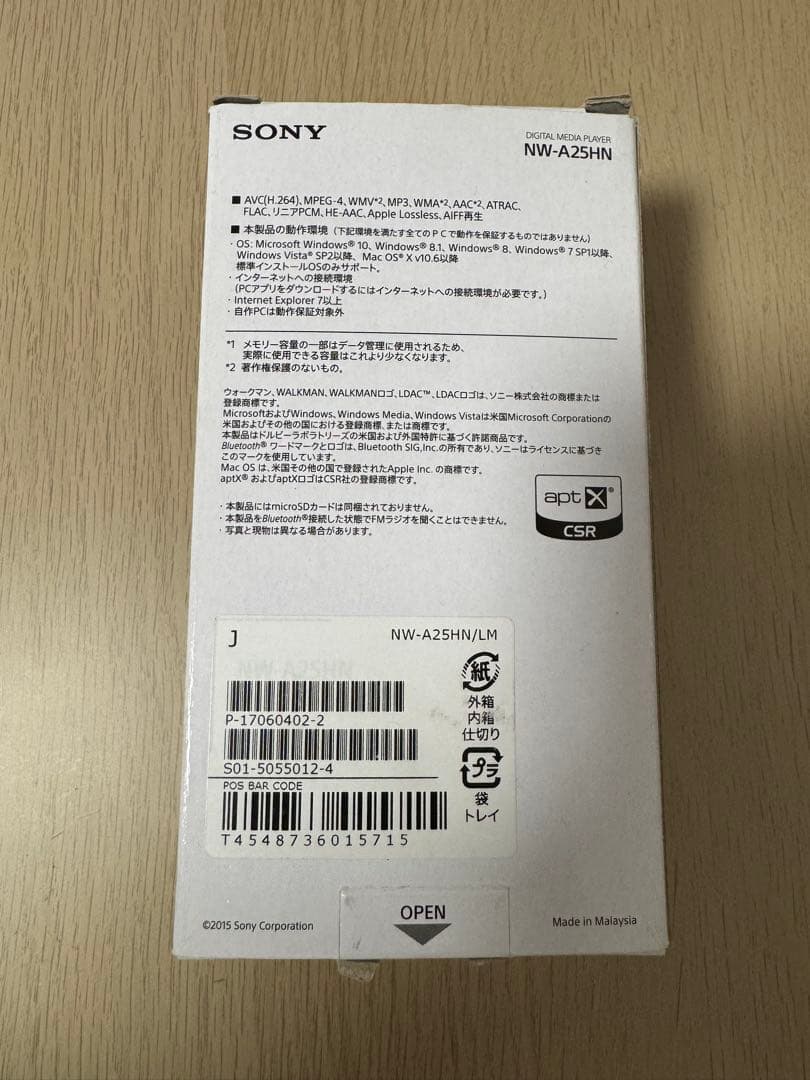 SONY
DIGITAL MEDIA PLAYER
NW-A25HN
■ AVC(H.264)、MPEG-4、WMV*2、MP3、WMA*2、AAC*2、ATRAC、
FLAC、リニアPCM、HE-AAC、Apple Lossless、AIFF再生
■ 本製品の動作環境（下記環境を満たす全てのPCで動作を保証するものではありません）
・OS: Microsoft Windows® 10、Windows® 8.1、Windows® 8、Windows® 7 SP1以降、
Windows Vista® SP2以降、Mac OS® X v10.6以降
標準インストールOSのみサポート。
・インターネットへの接続環境
(PCアプリをダウンロードするにはインターネットへの接続環境が必要です。)
・Internet Explorer 7以上
・自作PCは動作保証対象外
*1 メモリー容量の一部はデータ管理に使用されるため、
実際に使用できる容量はこれより少なくなります。
*2 著作権保護のないもの。
ウォークマン、WALKMAN、WALKMANロゴ、LDAC™、LDACロゴは、ソニー株式会社の商標または
登録商標です。
MicrosoftおよびWindows、Windows Media、Windows Vistaは米国Microsoft Corporationの
米国およびその他の国における登録商標、または商標です。
本製品はドルビーラボラトリーズの米国および外国特許に基づく許諾商品です。
Bluetooth® ワードマークとロゴは、Bluetooth SIG,Inc.の所有であり、ソニーはライセンスに基づき
このマークを使用しています。
Mac OS は、米国その他の国で登録されたApple Inc. の商標です。
aptX® およびaptXロゴはCSR社の登録商標です。
・本製品にはmicroSDカードは同梱されておりません。
・本製品をBluetooth®接続した状態でFMラジオを聞くことはできません。
・写真と現物は異なる場合があります。
aptX®
CSR
J
NW-A25HN/LM
紙
外箱
内箱
仕切り
P-17060402-2
S01-5055012-4
プラ
袋
トレイ
POS BAR CODE
T4548736015715
©2015 Sony Corporation
OPEN
Made in Malaysia